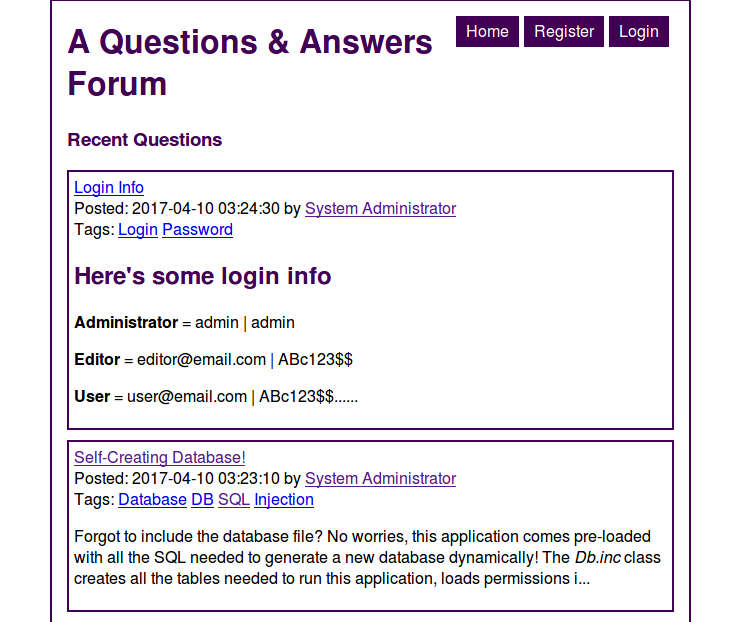 A Questions & Answers
Forum
Home Register Login
Recent Questions
Login Info
Posted: 2017-04-10 03:24:30 by System Administrator
Tags: Login Password
Here's some login info
Administrator = admin | admin
Editor = editor@email.com | ABc123$$
User = user@email.com | ABc123$$......
Self-Creating Database!
Posted: 2017-04-10 03:23:10 by System Administrator
Tags: Database DB SQL Injection
Forgot to include the database file? No worries, this application comes pre-loaded
with all the SQL needed to generate a new database dynamically! The Db.inc class
creates all the tables needed to run this application, loads permissions i...